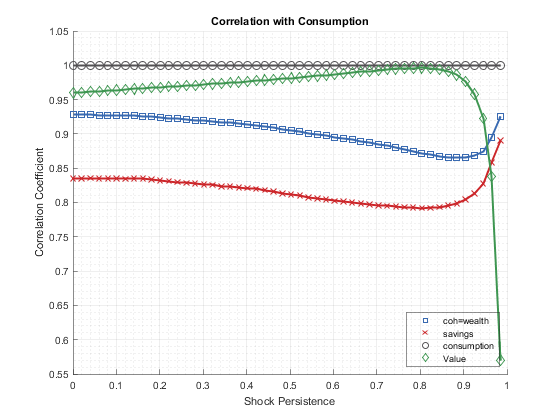 Correlation with Consumption
1.05
1
0.95
0.9
0.85
0.8
0.75
0.7
0.65
0.6
0.55
Correlation Coefficient
0 0.1 0.2 0.3 0.4 0.5 0.6 0.7 0.8 0.9 1
Shock Persistence
coh=wealth
savings
consumption
Value